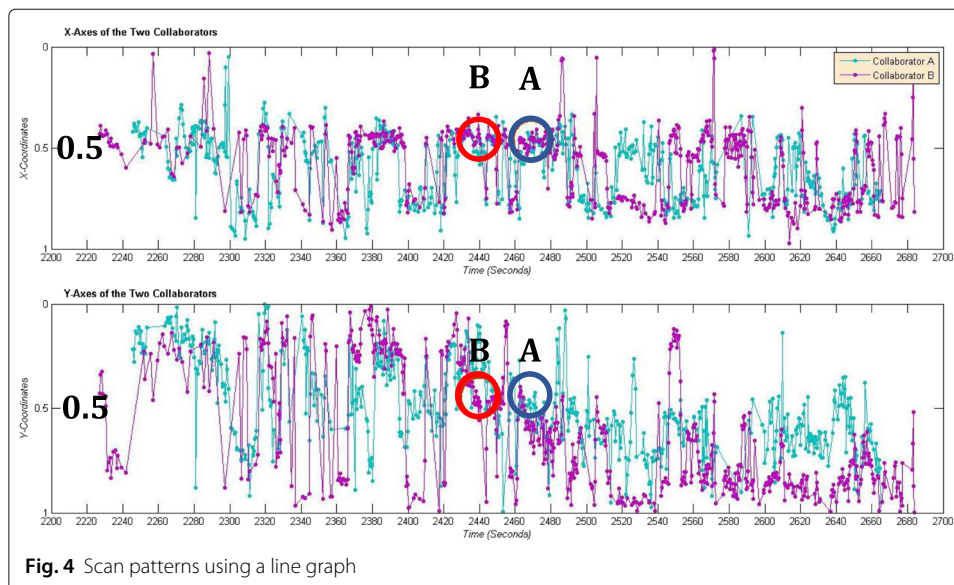 X-Axes of the Two Collaborators
0
0.5
1
X-Coordinates
B A
Collaborator A
Collaborator B
2200 2220 2240 2260 2280 2300 2320 2340 2360 2380 2400 2420 2440 2460 2480 2500 2520 2540 2560 2580 2600 2620 2640 2660 2680 2700
Time (Seconds)
Y-Axes of the Two Collaborators
0
0.5
1
Y-Coordinates
B A
2200 2220 2240 2260 2280 2300 2320 2340 2360 2380 2400 2420 2440 2460 2480 2500 2520 2540 2560 2580 2600 2620 2640 2660 2680 2700
Time (Seconds)
Fig. 4 Scan patterns using a line graph